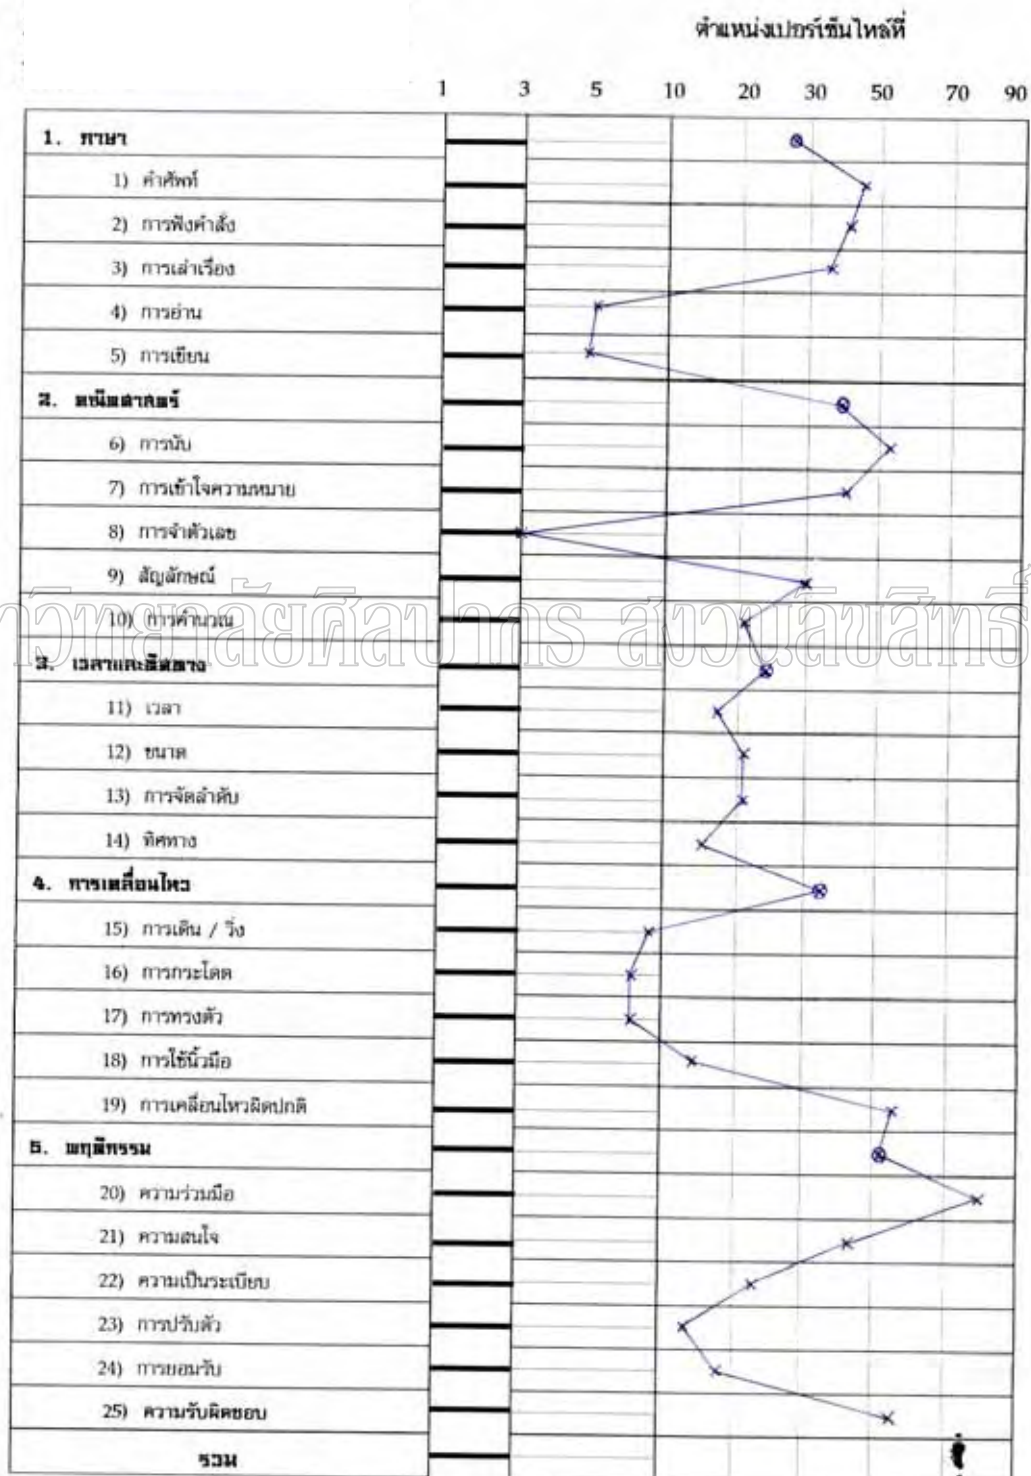 ตำแหน่งเปอร์เซ็นไทล์ที่
1 3 5 10 20 30 50 70 90
1. ภาษา
1) คำศัพท์
2) การฟังคำสั่ง
3) การเล่าเรื่อง
4) การอ่าน
5) การเขียน
2. คณิตศาสตร์
6) การนับ
7) การเข้าใจความหมาย
8) การจำตัวเลข
9) สัญลักษณ์
10) การคำนวณ
3. เวลาและทิศทาง
11) เวลา
12) ขนาด
13) การจัดลำดับ
14) ทิศทาง
4. การเคลื่อนไหว
15) การเดิน / วิ่ง
16) การกระโดด
17) การทรงตัว
18) การใช้นิ้วมือ
19) การเคลื่อนไหวผิดปกติ
5. พฤติกรรม
20) ความร่วมมือ
21) ความสนใจ
22) ความเป็นระเบียบ
23) การปรับตัว
24) การยอมรับ
25) ความรับผิดชอบ
รวม